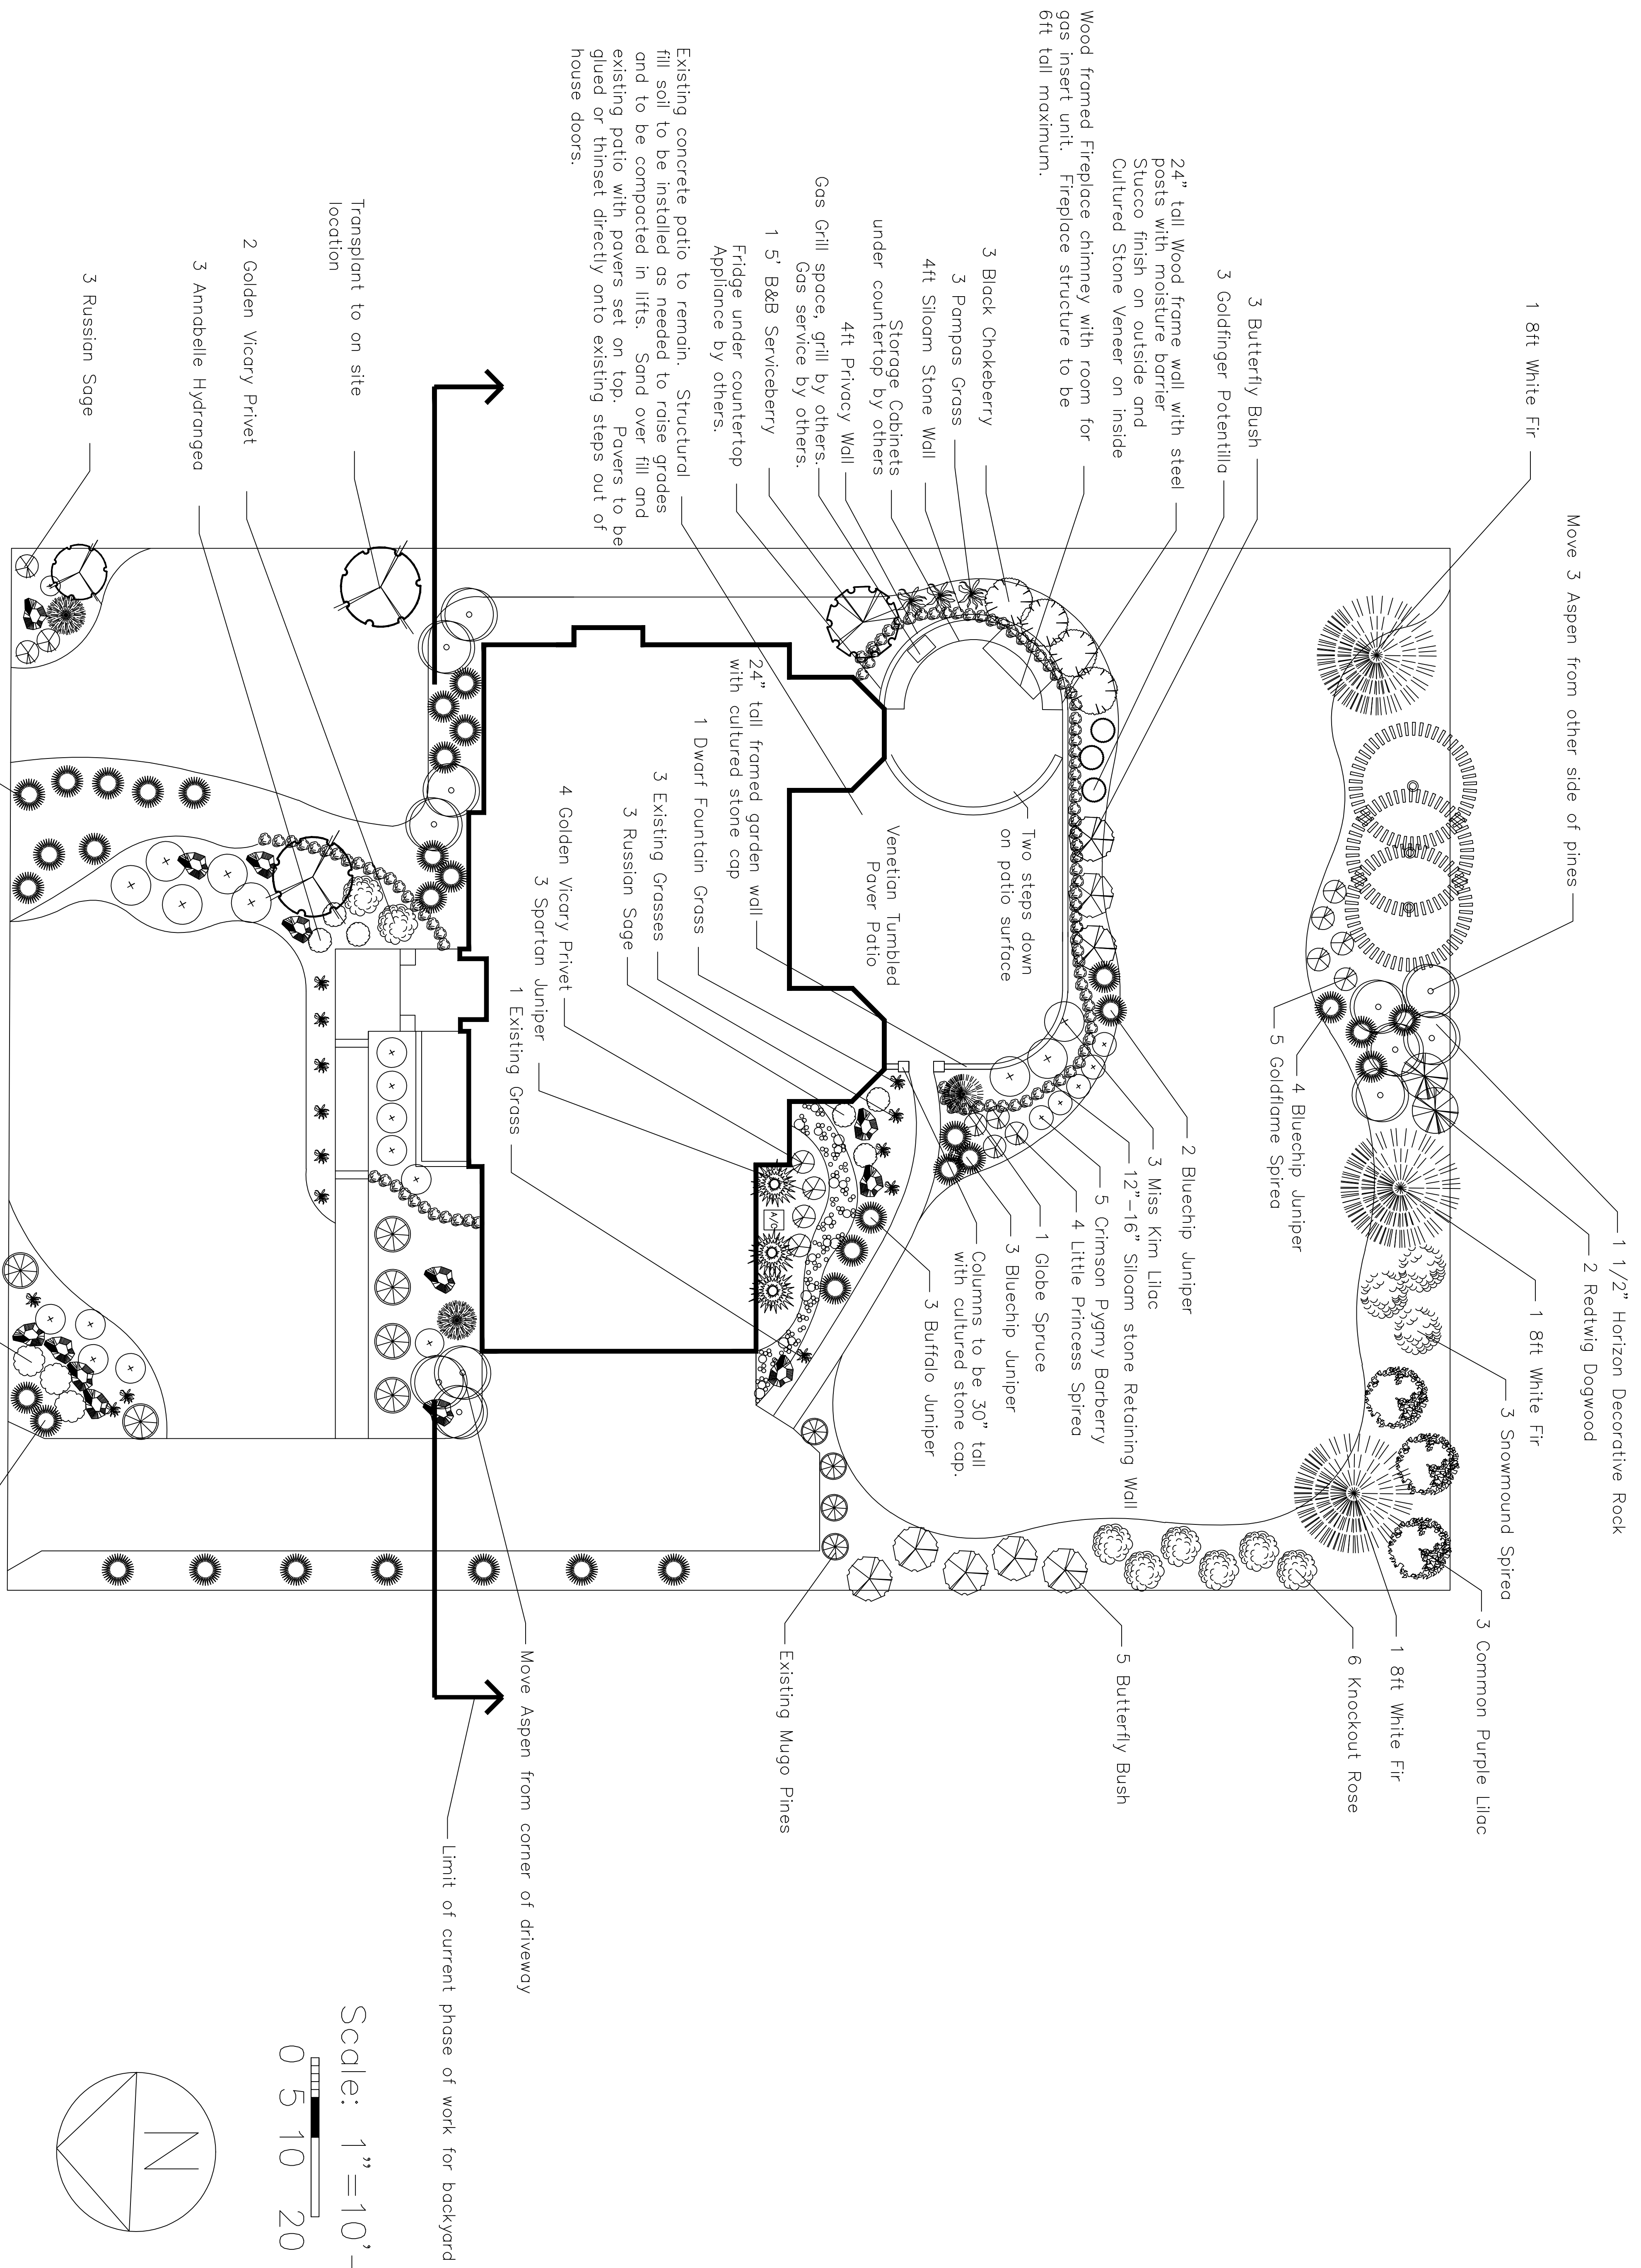 1 1/2" Horizon Decorative Rock
2 Redtwig Dogwood
Move 3 Aspen from other side of pines
1 8ft White Fir
1 8ft White Fir
3 Snowmound Spirea
3 Common Purple Lilac
1 8ft White Fir
6 Knockout Rose
4 Bluechip Juniper
5 Goldflame Spirea
3 Butterfly Bush
3 Goldfinger Potentilla
24" tall Wood frame wall with steel
posts with moisture barrier
Stucco finish on outside and
Cultured Stone Veneer on inside
Wood framed Fireplace chimney with room for
gas insert unit.  Fireplace structure to be
6ft tall maximum.
3 Black Chokeberry
3 Pampas Grass
4ft Siloam Stone Wall
Storage Cabinets
under countertop by others
4ft Privacy Wall
Gas Grill space, grill by others.
Gas service by others.
1 5' B&B Serviceberry
Fridge under countertop
Appliance by others.
Existing concrete patio to remain.  Structural
fill soil to be installed as needed to raise grades
and to be compacted in lifts.  Sand over fill and
existing patio with pavers set on top.  Pavers to be
glued or thinset directly onto existing steps out of
house doors.
2 Bluechip Juniper
3 Miss Kim Lilac
12"-16" Siloam stone Retaining Wall
5 Crimson Pygmy Barberry
4 Little Princess Spirea
1 Globe Spruce
3 Bluechip Juniper
Columns to be 30" tall
with cultured stone cap.
3 Buffalo Juniper
5 Butterfly Bush
Two steps down
on patio surface
Venetian Tumbled
Paver Patio
24" tall framed garden wall
with cultured stone cap
1 Dwarf Fountain Grass
3 Existing Grasses
3 Russian Sage
4 Golden Vicary Privet
3 Spartan Juniper
1 Existing Grass
A/C
Existing Mugo Pines
Move Aspen from corner of driveway
Limit of current phase of work for backyard
Transplant to on site
location
2 Golden Vicary Privet
3 Annabelle Hydrangea
3 Russian Sage
Scale:  1"=10'-
0 5 10 20
N